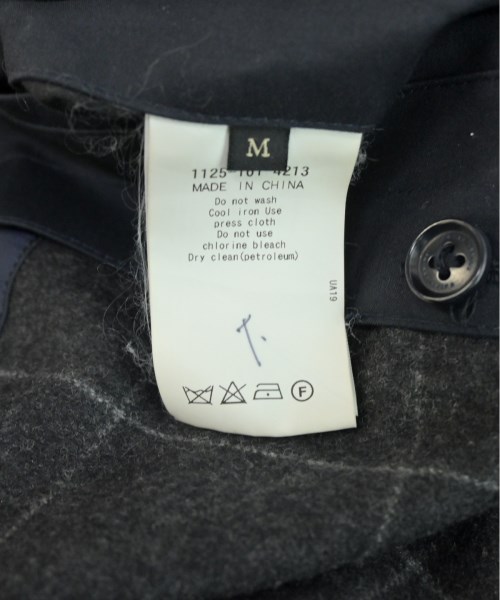 M
1125-101-4213
MADE IN CHINA
Do not wash
Cool iron Use
press cloth
Do not use
chlorine bleach
Dry clean(petroleum)
UA19
F